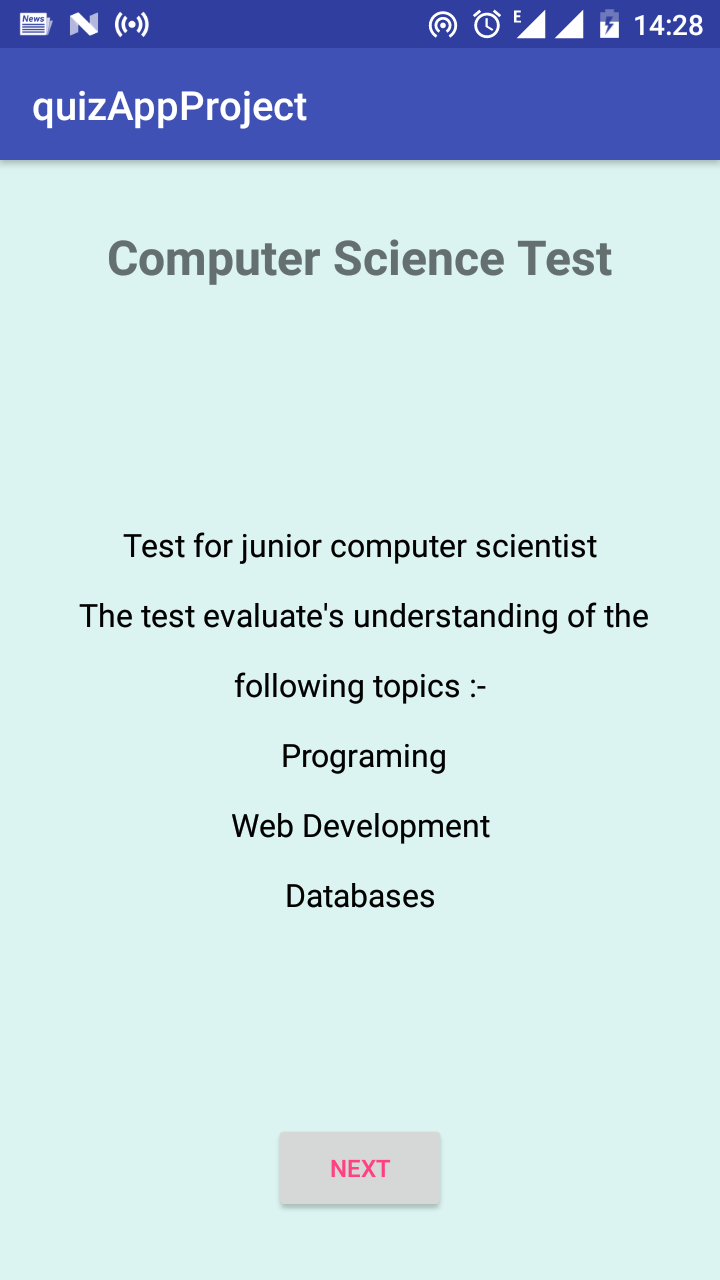 News
E
14:28
quizAppProject
Computer Science Test
Test for junior computer scientist
The test evaluate's understanding of the
following topics :-
Programing
Web Development
Databases
NEXT